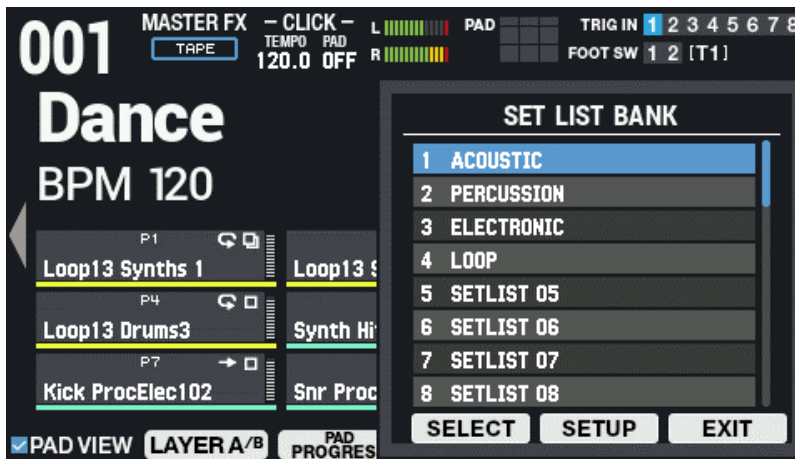 001
MASTER FX
TAPE
– CLICK –
TEMPO PAD
120.0 OFF
L
R
PAD
TRIG IN 1 2 3 4 5 6 7 8
FOOT SW 1 2 [T1]
Dance
BPM 120
P1
Loop13 Synths 1
Loop13
P4
Loop13 Drums3
Synth Hi
P7
Kick ProcElec102
Snr Proc
PAD VIEW
LAYER A/B
PAD
PROGRES
SET LIST BANK
1 ACOUSTIC
2 PERCUSSION
3 ELECTRONIC
4 LOOP
5 SETLIST 05
6 SETLIST 06
7 SETLIST 07
8 SETLIST 08
SELECT
SETUP
EXIT